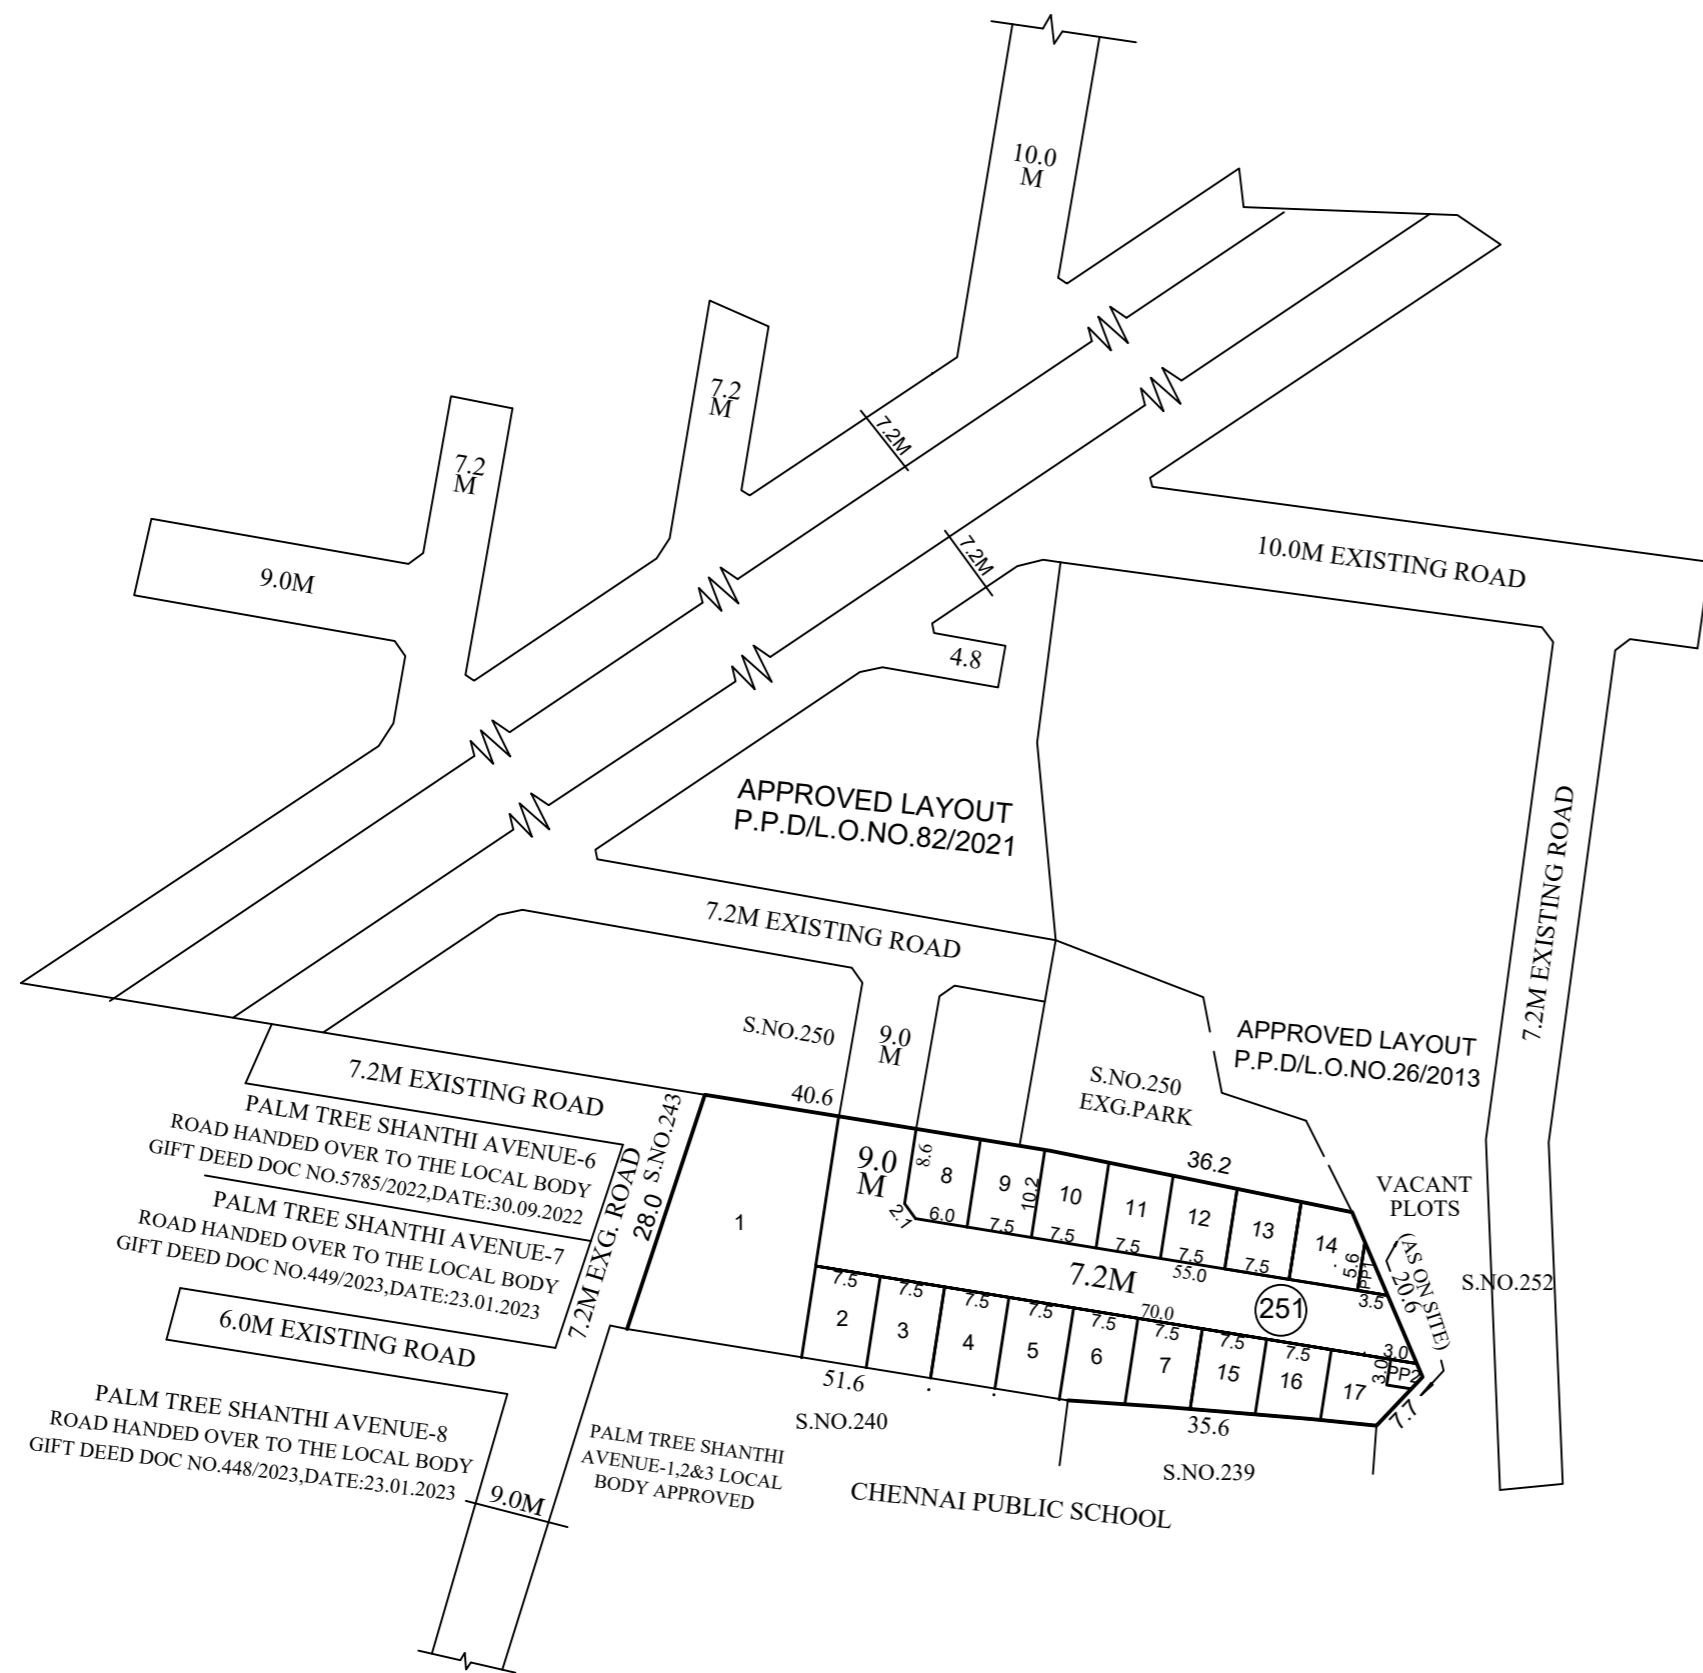 10.0
M
7.2
M
7.2M
7.2
M
9.0M
7.2M
10.0M EXISTING ROAD
4.8
APPROVED LAYOUT
P.P.D/L.O.NO.82/2021
7.2M EXISTING ROAD
7.2M EXISTING ROAD
S.NO.250
9.0
M
APPROVED LAYOUT
P.P.D/L.O.NO.26/2013
S.NO.250
EXG.PARK
7.2M EXISTING ROAD
40.6
PALM TREE SHANTHI AVENUE-6
ROAD HANDED OVER TO THE LOCAL BODY
GIFT DEED DOC NO.5785/2022,DATE:30.09.2022
PALM TREE SHANTHI AVENUE-7
ROAD HANDED OVER TO THE LOCAL BODY
GIFT DEED DOC NO.449/2023,DATE:23.01.2023
7.2M EXG. ROAD
28.0 S.NO.243
1
9.0
M
8.6
8
9
10.2
10
11
12
13
14
36.2
2.1
6.0
7.5
7.5
7.5
7.5
7.5
5.6
PP1
3.5
VACANT
PLOTS
(AS ON SITE)
20.6
S.NO.252
7.2M
55.0
70.0
251
7.5
7.5
7.5
7.5
7.5
7.5
7.5
7.5
3.0
2
3
4
5
6
7
15
16
17
3.0
PP2
7.7
51.6
35.6
S.NO.240
S.NO.239
6.0M EXISTING ROAD
PALM TREE SHANTHI AVENUE-8
ROAD HANDED OVER TO THE LOCAL BODY
GIFT DEED DOC NO.448/2023,DATE:23.01.2023
9.0M
PALM TREE SHANTHI
AVENUE-1,2&3 LOCAL
BODY APPROVED
CHENNAI PUBLIC SCHOOL